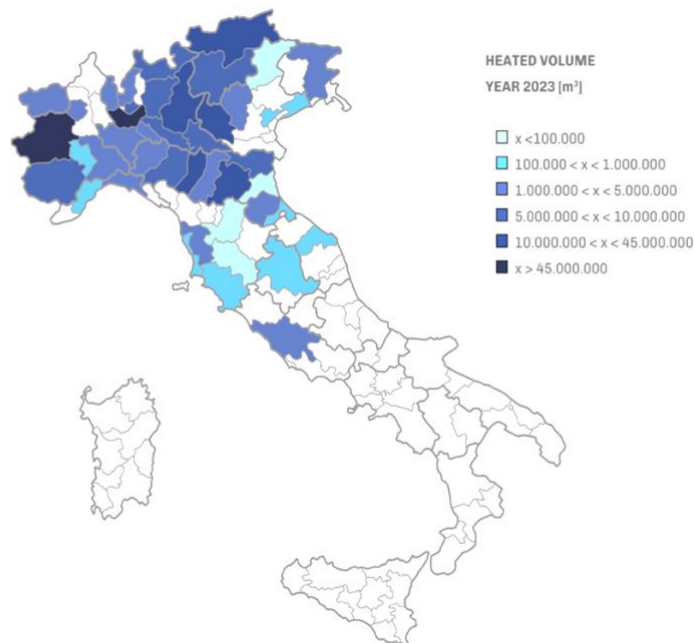 HEATED VOLUME
YEAR 2023 [m³]
x <100.000
100.000 < x < 1.000.000
1.000.000 < x < 5.000.000
5.000.000 < x < 10.000.000
10.000.000 < x < 45.000.000
x > 45.000.000